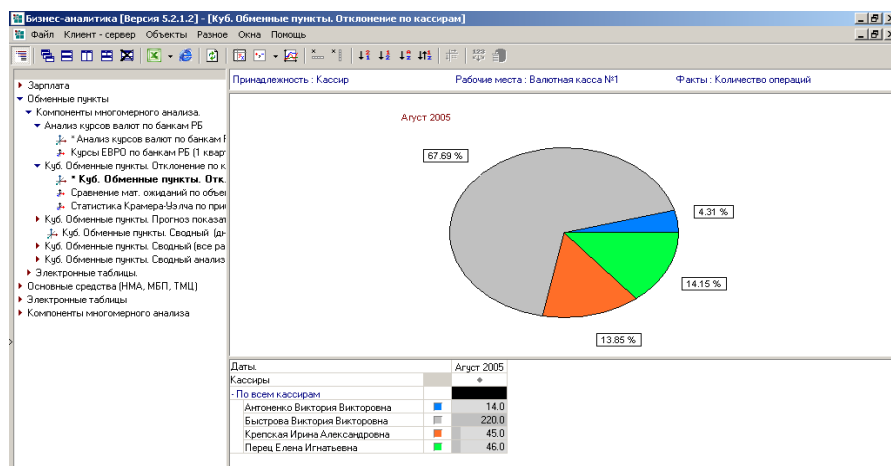 Бизнес-аналитика [Версия 5.2.1.2] - [Куб. Обменные пункты. Отклонение по кассирам]
Файл Клиент - сервер Объекты Разное Окна Помощь
Зарплата
Обменные пункты
Компоненты многомерного анализа.
Анализ курсов валют по банкам РБ
* Анализ курсов валют по банкам Р
Курсы ЕВРО по банкам РБ (1 кварт
Куб. Обменные пункты. Отклонение по к
* Куб. Обменные пункты. Отк.
Сравнение мат. ожиданий по объе
Статистика Крамера-Уэлча по при
Куб. Обменные пункты. Прогноз показат
Куб. Обменные пункты. Сводный (дн
Куб. Обменные пункты. Сводный (все ра
Куб. Обменные пункты. Сводный анализ
Электронные таблицы.
Основные средства (НМА, МБП, ТМЦ)
Электронные таблицы
Компоненты многомерного анализа
Принадлежность : Кассир Рабочие места : Валютная касса №1 Факты : Количество операций
Агуст 2005
67.69 %
4.31 %
14.15 %
13.85 %
Даты. Агуст 2005
Кассиры
- По всем кассирам
Антоненко Виктория Викторовна 14.0
Быстрова Виктория Викторовна 220.0
Крепская Ирина Александровна 45.0
Перец Елена Игнатьевна 46.0